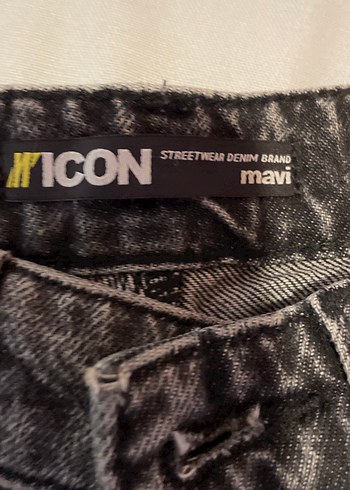 M'ICON
STREETWEAR DENIM BRAND
mavi